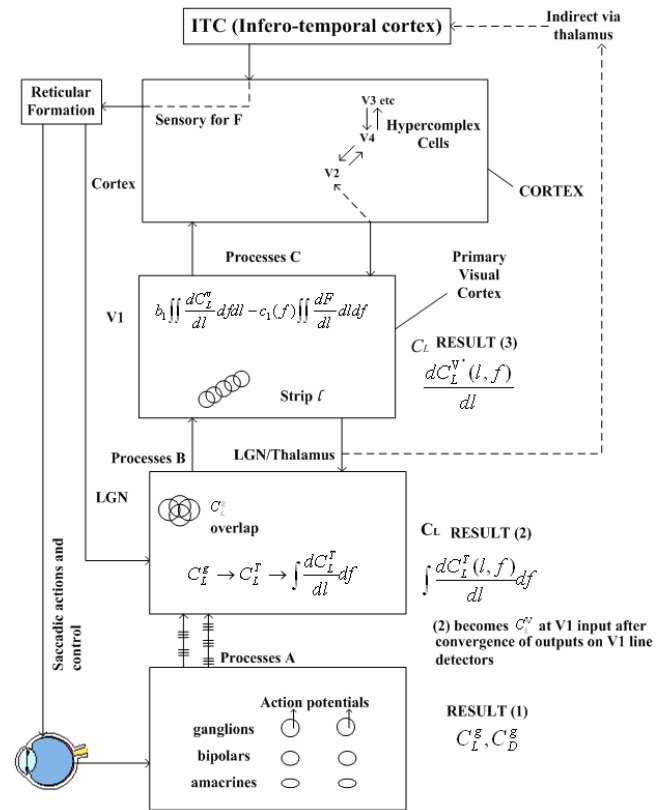 ITC (Infero-temporal cortex)
Indirect via
thalamus
Reticular
Formation
Sensory for F
V3 etc
V4
V2
Hypercomplex
Cells
Cortex
CORTEX
Processes C
Primary
Visual
Cortex
V1
b₁∬ dC_L^v/dl dfdl − c₁(f)∬ dF/dl dldf
Strip l
C_L RESULT (3)
dC_L^V*(l, f)/dl
Processes B
LGN/Thalamus
LGN
C_L^g
overlap
C_L^g → C_L^T → ∫ dC_L^T/dl df
C_L RESULT (2)
∫ dC_L^T(l, f)/dl df
(2) becomes C_L^V at V1 input after
convergence of outputs on V1 line
detectors
Saccadic actions and
control
Processes A
Action potentials
ganglions
bipolars
amacrines
RESULT (1)
C_L^g, C_D^g